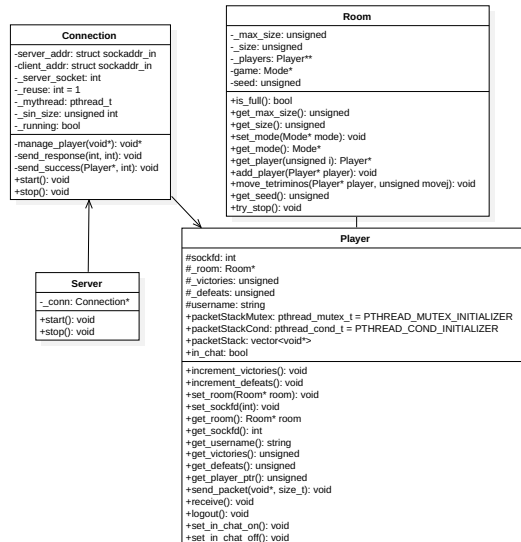 Connection
-server_addr: struct sockaddr_in
-client_addr: struct sockaddr_in
-_server_socket: int
-_reuse: int = 1
-_mythread: pthread_t
-_sin_size: unsigned int
-_running: bool
-manage_player(void*): void*
-send_response(int, int): void
-send_success(Player*, int): void
+start(): void
+stop(): void
Room
-_max_size: unsigned
-_size: unsigned
-_players: Player**
-game: Mode*
-seed: unsigned
+is_full(): bool
+get_max_size(): unsigned
+get_size(): unsigned
+set_mode(Mode* mode): void
+get_mode(): Mode*
+get_player(unsigned i): Player*
+add_player(Player* player): void
+move_tetriminos(Player* player, unsigned movej): void
+get_seed(): unsigned
+try_stop(): void
Server
-_conn: Connection*
+start(): void
+stop(): void
Player
#sockfd: int
#_room: Room*
#_victories: unsigned
#_defeats: unsigned
#username: string
+packetStackMutex: pthread_mutex_t = PTHREAD_MUTEX_INITIALIZER
+packetStackCond: pthread_cond_t = PTHREAD_COND_INITIALIZER
+packetStack: vector<void*>
+in_chat: bool
+increment_victories(): void
+increment_defeats(): void
+set_room(Room* room): void
+set_sockfd(int): void
+get_room(): Room* room
+get_sockfd(): int
+get_username(): string
+get_victories(): unsigned
+get_defeats(): unsigned
+get_player_ptr(): unsigned
+send_packet(void*, size_t): void
+receive(): void
+logout(): void
+set_in_chat_on(): void
+set_in_chat_off(): void